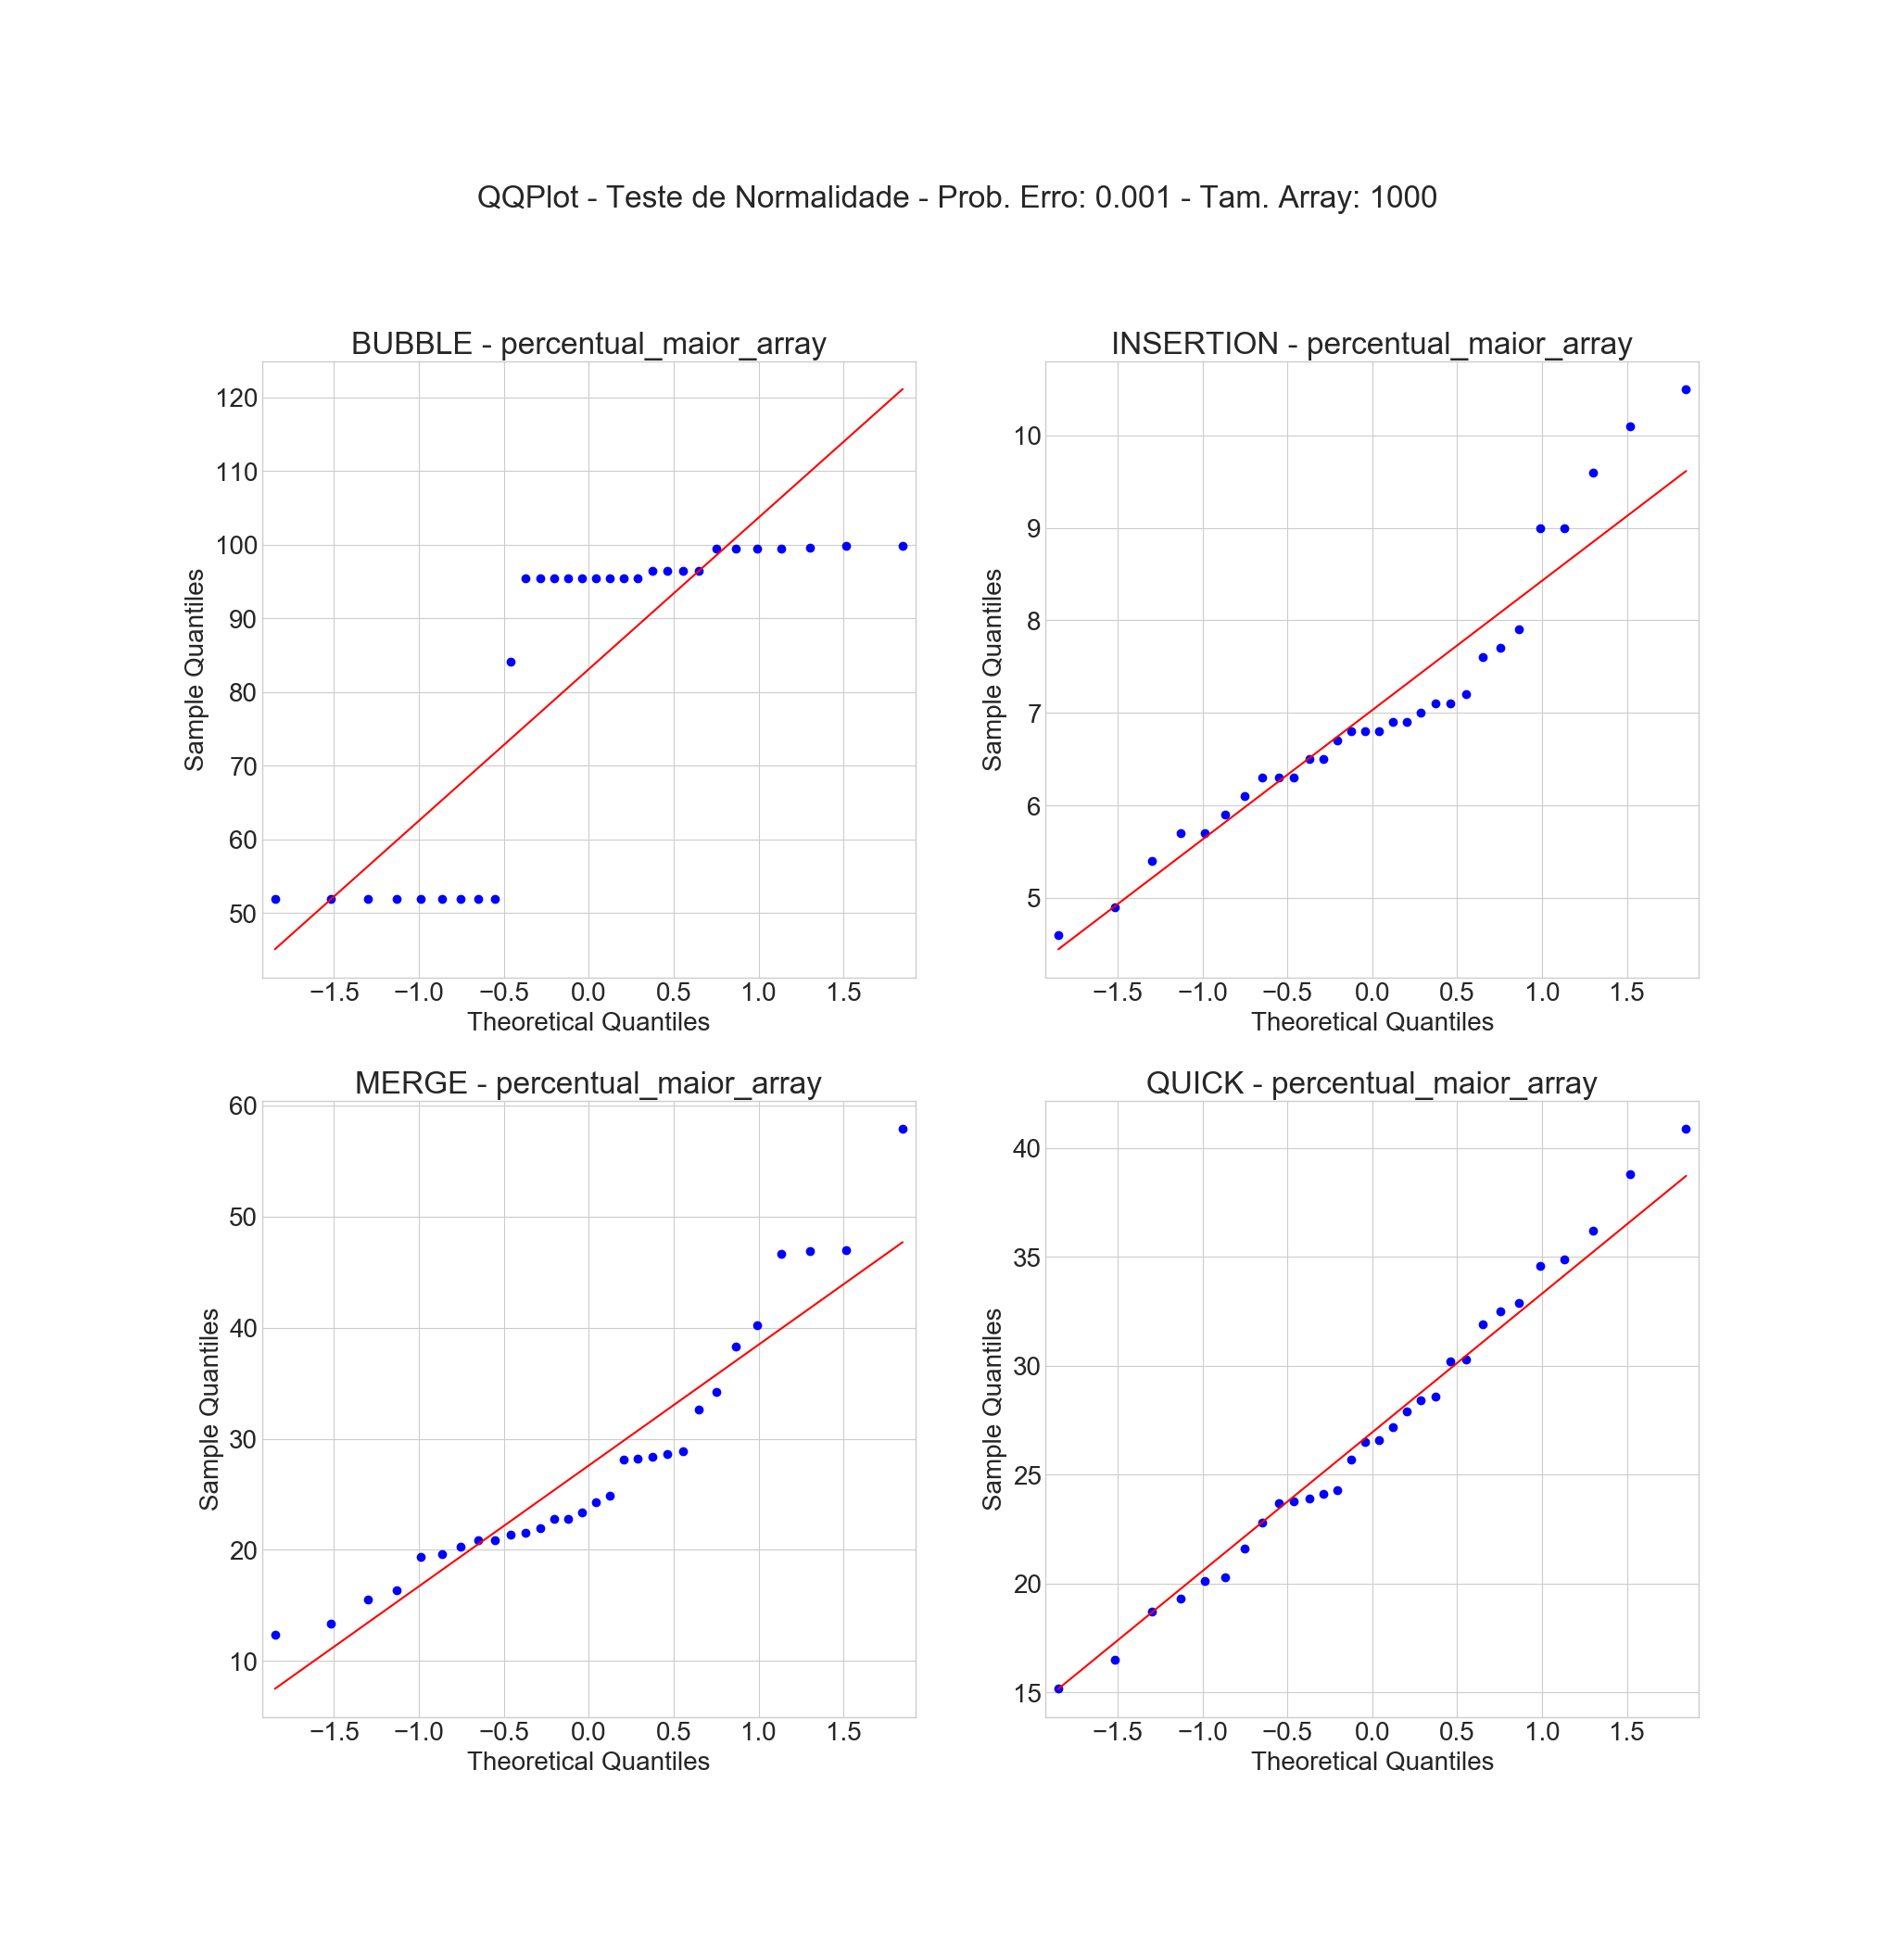 QQPlot - Teste de Normalidade - Prob. Erro: 0.001 - Tam. Array: 1000
BUBBLE - percentual_maior_array
120
110
100
90
80
70
60
50
Sample Quantiles
−1.5 −1.0 −0.5 0.0 0.5 1.0 1.5
Theoretical Quantiles
INSERTION - percentual_maior_array
10
9
8
7
6
5
Sample Quantiles
−1.5 −1.0 −0.5 0.0 0.5 1.0 1.5
Theoretical Quantiles
MERGE - percentual_maior_array
60
50
40
30
20
10
Sample Quantiles
−1.5 −1.0 −0.5 0.0 0.5 1.0 1.5
Theoretical Quantiles
QUICK - percentual_maior_array
40
35
30
25
20
15
Sample Quantiles
−1.5 −1.0 −0.5 0.0 0.5 1.0 1.5
Theoretical Quantiles